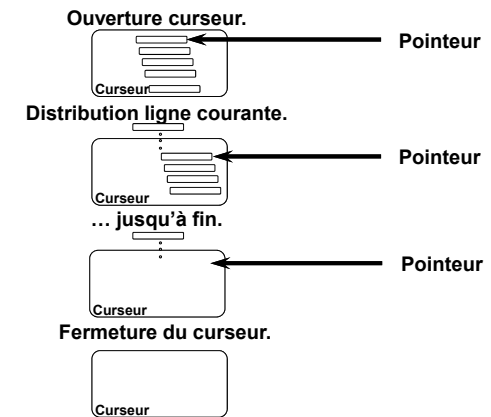 Ouverture curseur.
Pointeur
Curseur
Distribution ligne courante.
Pointeur
Curseur
… jusqu’à fin.
Pointeur
Curseur
Fermeture du curseur.
Curseur